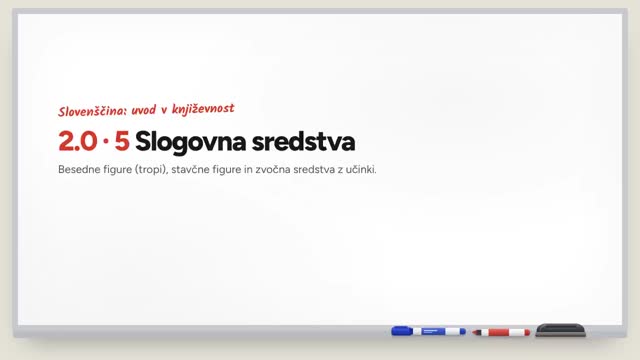 Slovenščina: uvod v književnost
2.0 · 5 Slogovna sredstva
Besedne figure (tropi), stavčne figure in zvočna sredstva z učinki.